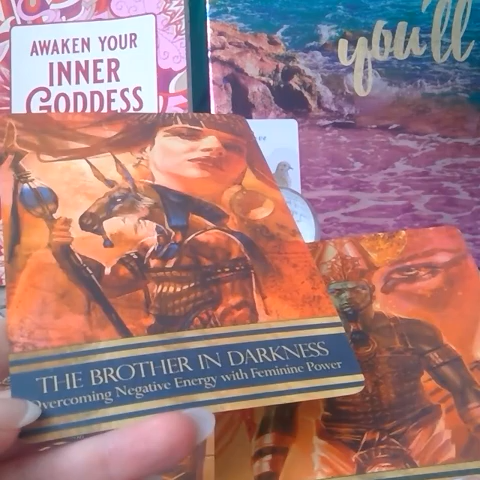 AWAKEN YOUR
INNER
GODDESS
you'll
THE BROTHER IN DARKNESS
Overcoming Negative Energy with Feminine Power